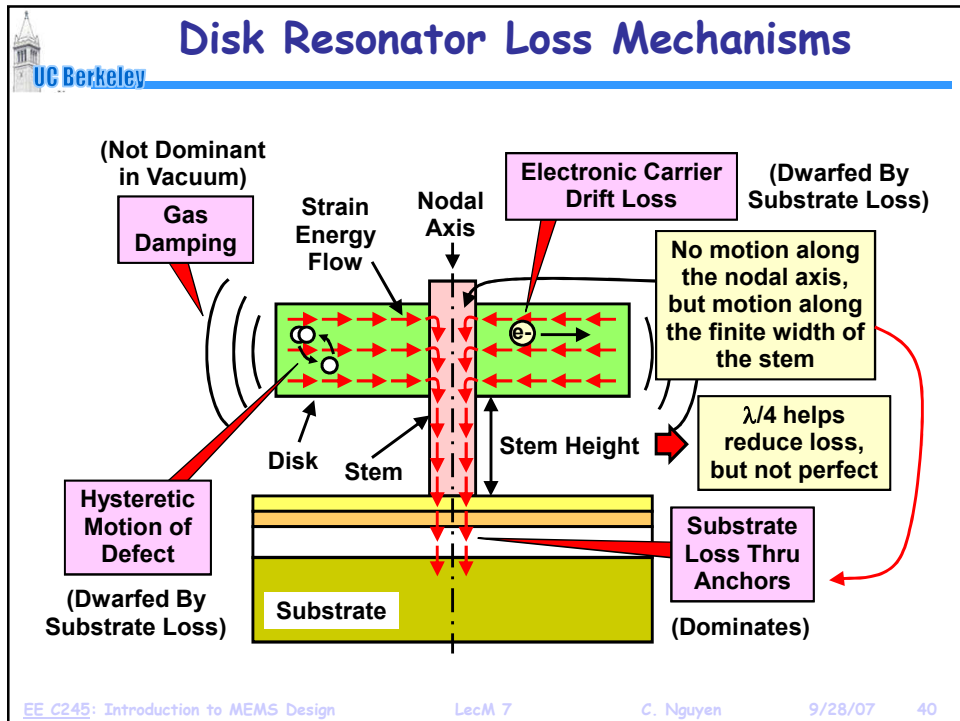 Disk Resonator Loss Mechanisms
UC Berkeley
(Not Dominant
in Vacuum)
Gas
Damping
Strain
Energy
Flow
Nodal
Axis
Electronic Carrier
Drift Loss
(Dwarfed By
Substrate Loss)
No motion along
the nodal axis,
but motion along
the finite width of
the stem
e-
λ/4 helps
reduce loss,
but not perfect
Stem Height
Disk
Stem
Hysteretic
Motion of
Defect
(Dwarfed By
Substrate Loss)
Substrate
Loss Thru
Anchors
(Dominates)
Substrate
EE C245: Introduction to MEMS Design LecM 7 C. Nguyen 9/28/07 40